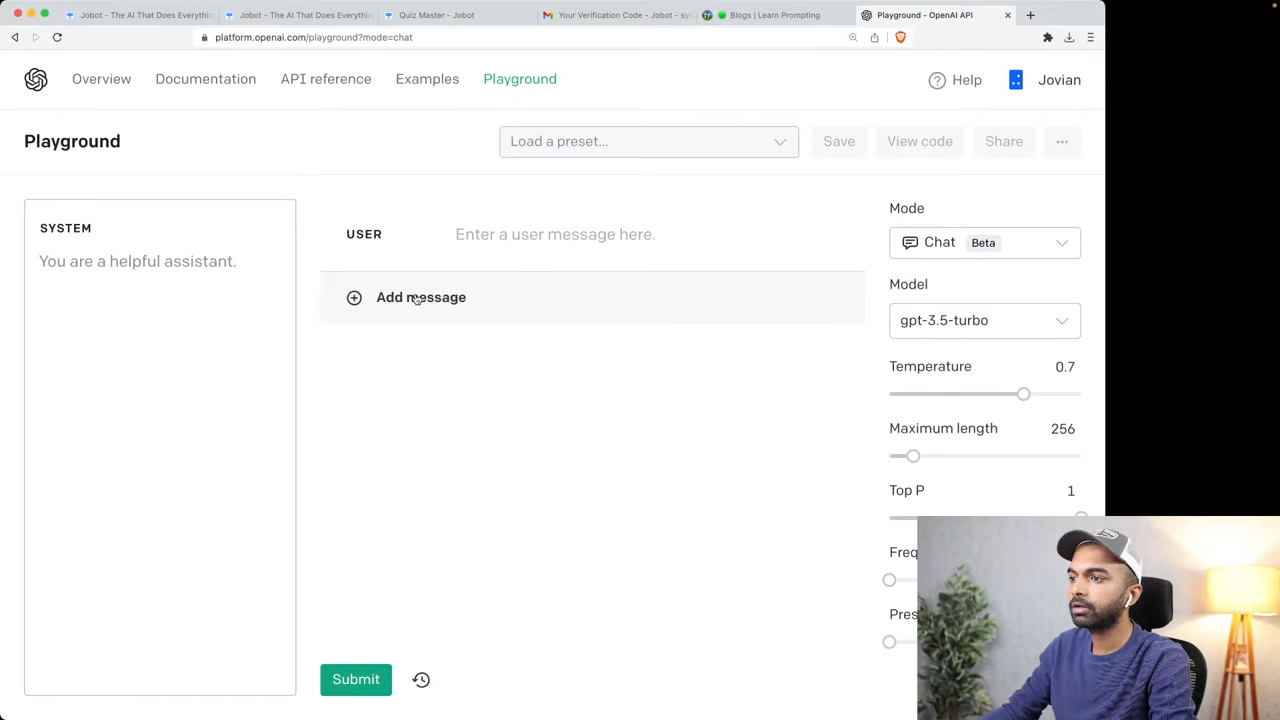 Jobot - The AI That Does Everythin
Jobot - The AI That Does Everythin
Quiz Master - Jobot
Your Verification Code - Jobot - sy
Blogs | Learn Prompting
Playground - OpenAI API
platform.openai.com/playground?mode=chat
Overview
Documentation
API reference
Examples
Playground
Help
Jovian
Playground
Load a preset...
Save
View code
Share
SYSTEM
You are a helpful assistant.
USER
Enter a user message here.
Add message
Submit
Mode
Chat Beta
Model
gpt-3.5-turbo
Temperature 0.7
Maximum length 256
Top P 1
Freq
Pres